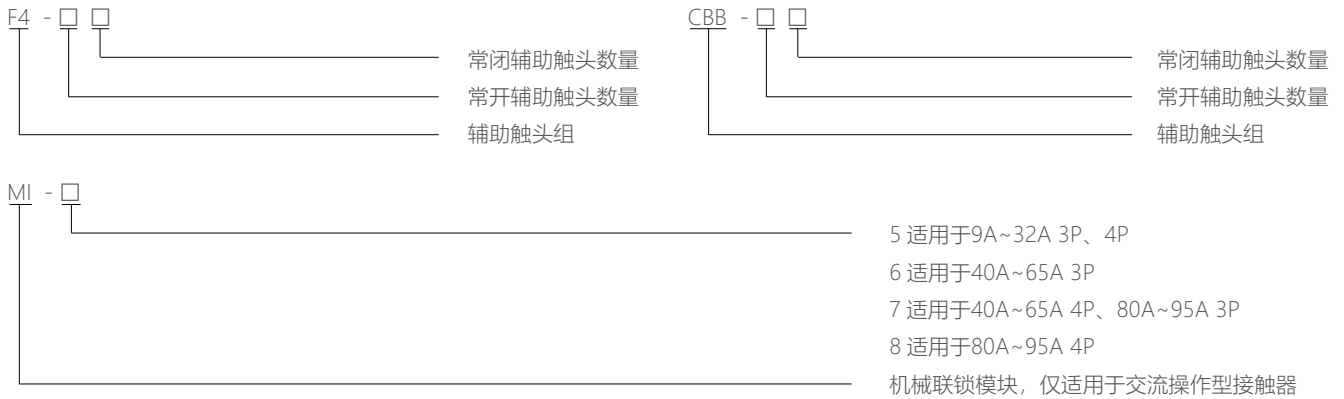 F4 - □ □
常闭辅助触头数量
常开辅助触头数量
辅助触头组
CBB - □ □
常闭辅助触头数量
常开辅助触头数量
辅助触头组
MI - □
5 适用于9A~32A 3P、4P
6 适用于40A~65A 3P
7 适用于40A~65A 4P、80A~95A 3P
8 适用于80A~95A 4P
机械联锁模块，仅适用于交流操作型接触器